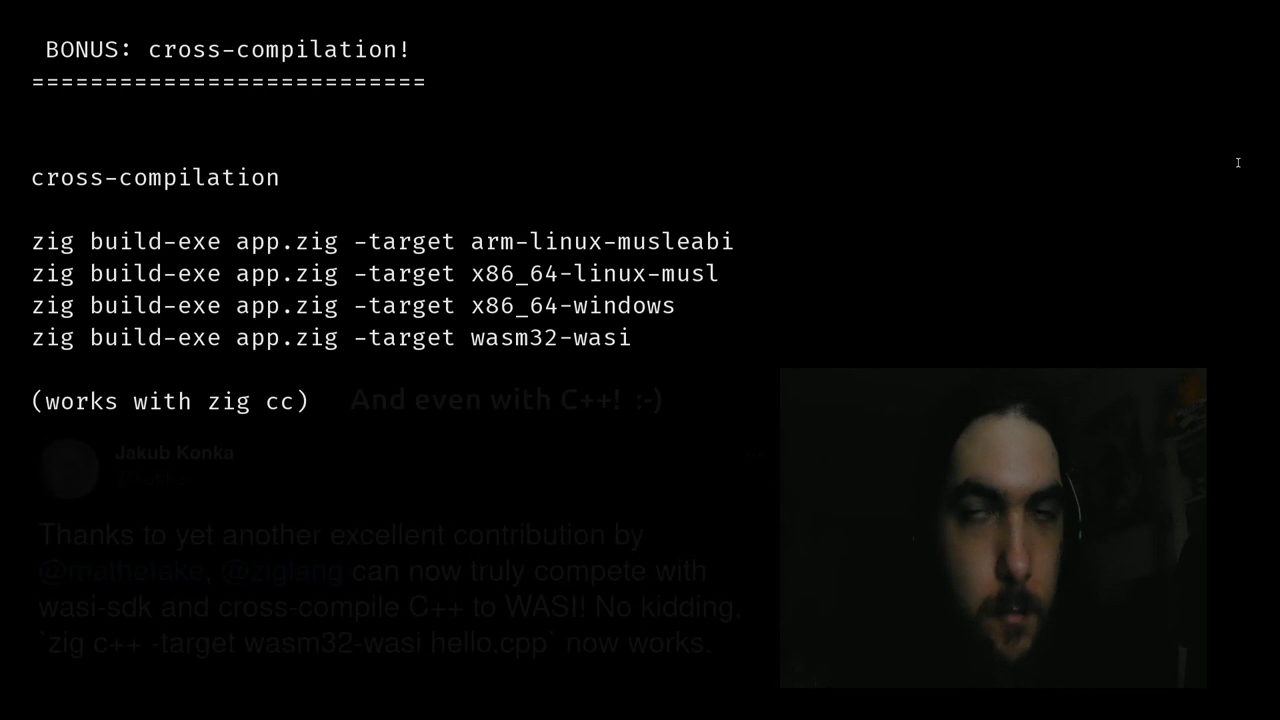 BONUS: cross-compilation!
===========================
cross-compilation
zig build-exe app.zig -target arm-linux-musleabi
zig build-exe app.zig -target x86_64-linux-musl
zig build-exe app.zig -target x86_64-windows
zig build-exe app.zig -target wasm32-wasi
(works with zig cc) And even with C++! :-)
Jakub Konka
Thanks to yet another excellent contribution by
@mathetake, @ziglang can now truly compete with
wasi-sdk and cross-compile C++ to WASI! No kidding,
`zig c++ -target wasm32-wasi hello.cpp` now works.